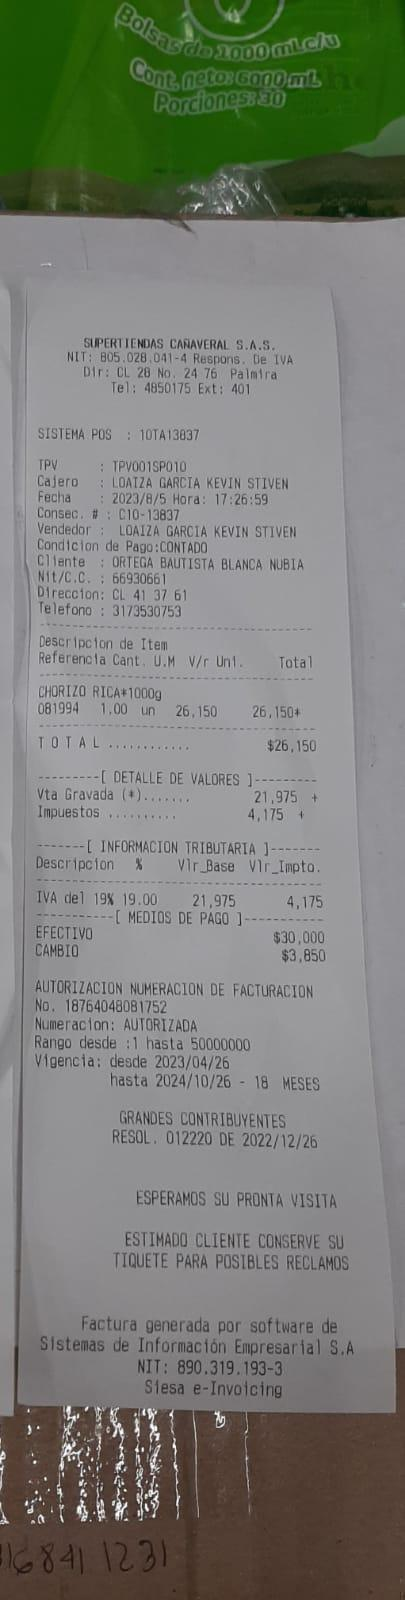 Bolsas de 1000 mL c/u
Cont. neto: 6000 mL
Porciones: 30
SUPERTIENDAS CAÑAVERAL S.A.S.
NIT: 805.028.041-4 Respons. De IVA
Dir: CL 28 No. 24 76 Palmira
Tel: 4850175 Ext: 401
SISTEMA POS : 10TA13837
TPV : TPV001SP010
Cajero : LOAIZA GARCIA KEVIN STIVEN
Fecha : 2023/8/5 Hora: 17:26:59
Consec. # : C10-13837
Vendedor : LOAIZA GARCIA KEVIN STIVEN
Condicion de Pago:CONTADO
Cliente : ORTEGA BAUTISTA BLANCA NUBIA
Nit/C.C. : 66930661
Direccion: CL 41 37 61
Telefono : 3173530753
Descripcion de Item
Referencia Cant. U.M V/r Uni. Total
CHORIZO RICA*1000g
081994 1.00 un 26,150 26,150*
T O T A L ............ $26,150
---------[ DETALLE DE VALORES ]---------
Vta Gravada (*)....... 21,975 +
Impuestos .......... 4,175 +
-------[ INFORMACION TRIBUTARIA ]-------
Descripcion % Vlr_Base Vlr_Impto.
IVA del 19% 19.00 21,975 4,175
-----------[ MEDIOS DE PAGO ]-----------
EFECTIVO $30,000
CAMBIO $3,850
AUTORIZACION NUMERACION DE FACTURACION
No. 18764048081752
Numeracion: AUTORIZADA
Rango desde :1 hasta 50000000
Vigencia: desde 2023/04/26
hasta 2024/10/26 - 18 MESES
GRANDES CONTRIBUYENTES
RESOL. 012220 DE 2022/12/26
ESPERAMOS SU PRONTA VISITA
ESTIMADO CLIENTE CONSERVE SU
TIQUETE PARA POSIBLES RECLAMOS
Factura generada por software de
Sistemas de Información Empresarial S.A
NIT: 890.319.193-3
Siesa e-Invoicing
1231